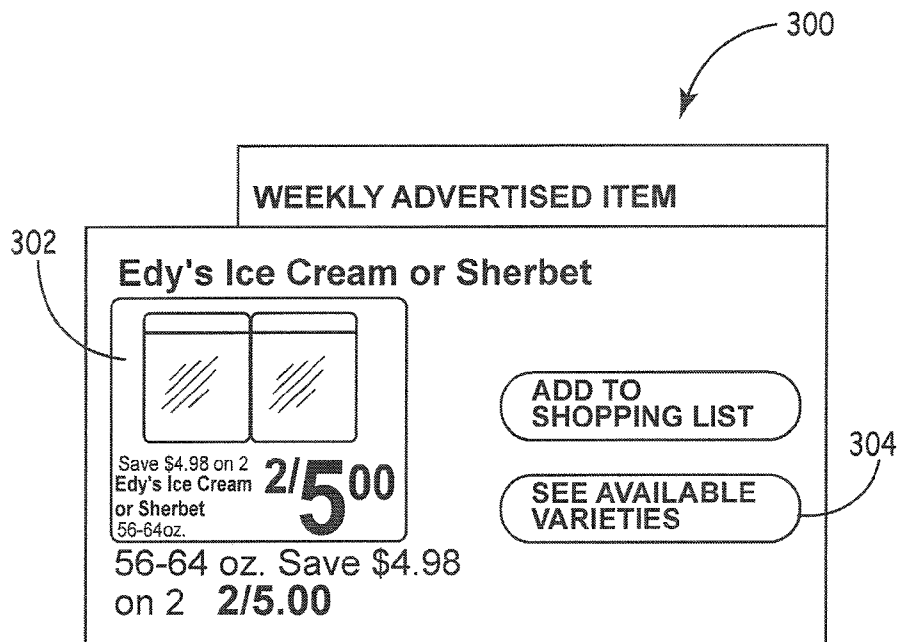 300
WEEKLY ADVERTISED ITEM
302
Edy's Ice Cream or Sherbet
Save $4.98 on 2
Edy's Ice Cream
or Sherbet
56-64oz.
2/500
ADD TO
SHOPPING LIST
304
SEE AVAILABLE
VARIETIES
56-64 oz. Save $4.98
on 2 2/5.00